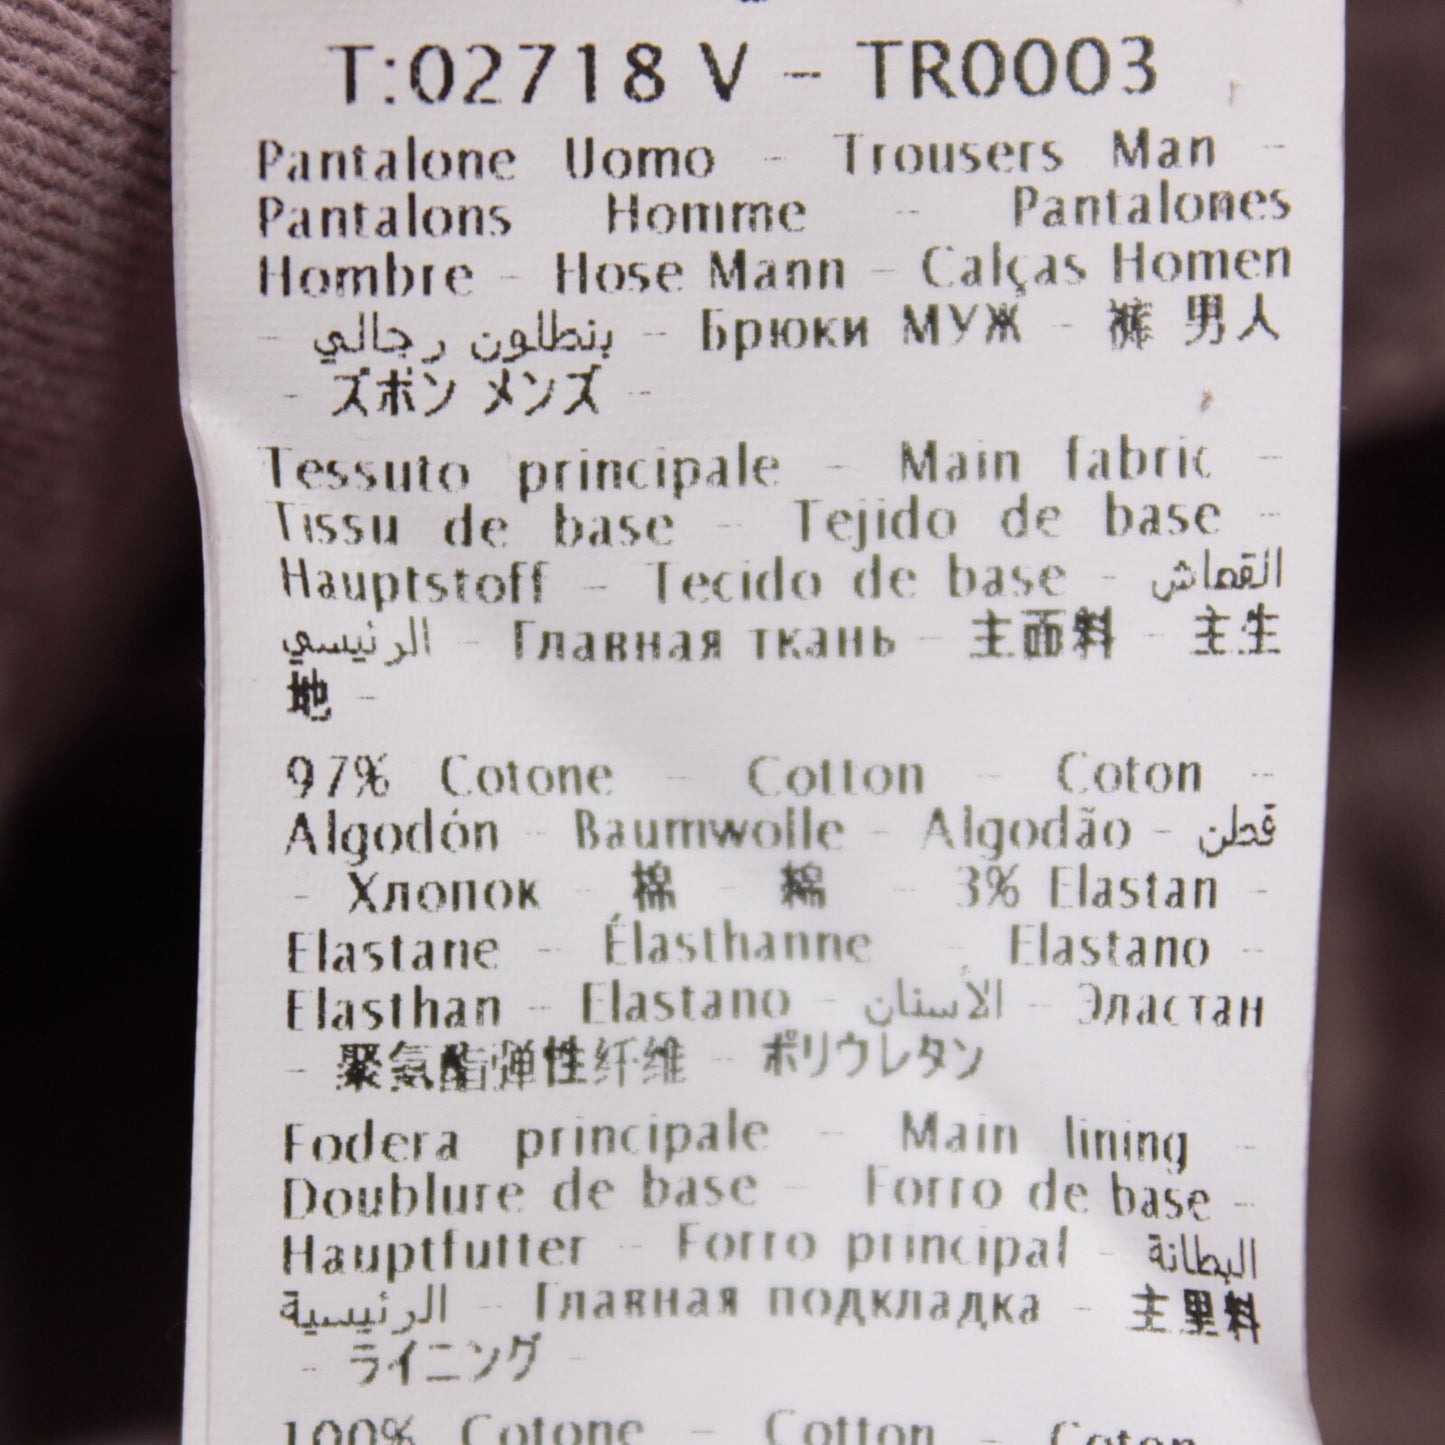 T:02718 V - TR0003
Pantalone Uomo - Trousers Man -
Pantalons Homme - Pantalones
Hombre - Hose Mann - Calças Homen
- بنطلون رجالي - Брюки МУЖ - 裤 男人
- ズボン メンズ -
Tessuto principale - Main fabric -
Tissu de base - Tejido de base -
Hauptstoff - Tecido de base - القماش
الرئيسي - Главная ткань - 主面料 - 主生
地 -
97% Cotone - Cotton - Coton -
Algodón - Baumwolle - Algodão - قطن
- Хлопок - 棉 - 綿 - 3% Elastan -
Elastane - Élasthanne - Elastano -
Elasthan - Elastano - الأستان - Эластан
- 聚氨酯弹性纤维 - ポリウレタン
Fodera principale - Main lining -
Doublure de base - Forro de base -
Hauptfutter - Forro principal - البطانة
الرئيسية - Главная подкладка - 主里料
- ライニング -
100% Cotone - Cotton - Coton